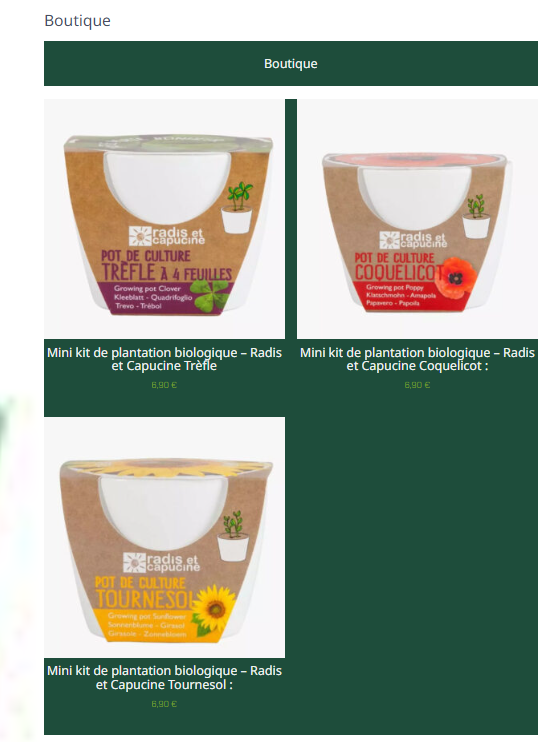 Boutique
Boutique
radis et
capucine
POT DE CULTURE
TRÈFLE À 4 FEUILLES
Growing pot Clover
Kleeblatt - Quadrifoglio
Trevo - Trébol
Mini kit de plantation biologique – Radis
et Capucine Trèfle
6,90 €
radis et
capucine
POT DE CULTURE
COQUELICOT
Growing pot Poppy
Klatschmohn - Amapola
Papavero - Papoila
Mini kit de plantation biologique – Radis
et Capucine Coquelicot :
6,90 €
radis et
capucine
POT DE CULTURE
TOURNESOL
Growing pot Sunflower
Sonnenblume - Girasol
Girasole - Zonnebloem
Mini kit de plantation biologique – Radis
et Capucine Tournesol :
6,90 €